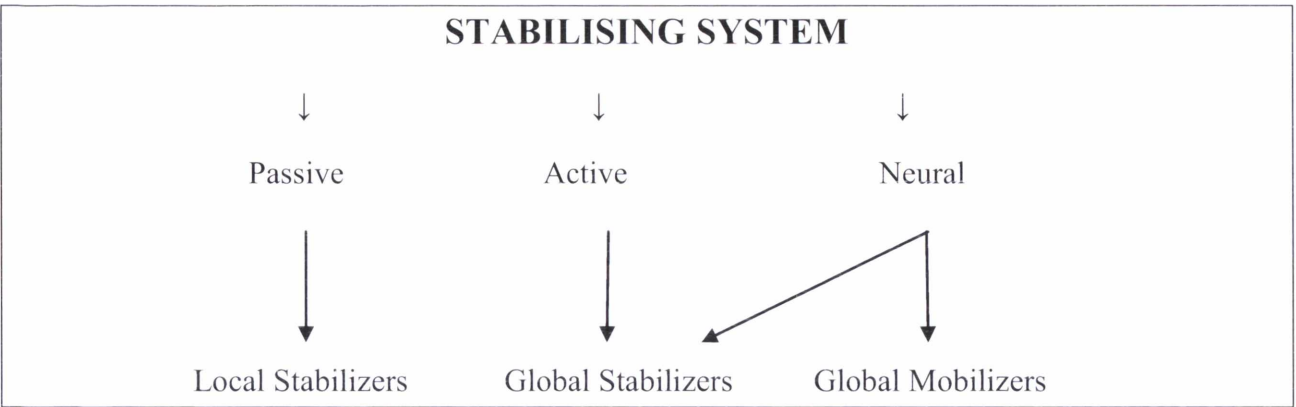 STABILISING SYSTEM
↓ ↓ ↓
Passive Active Neural
Local Stabilizers Global Stabilizers Global Mobilizers